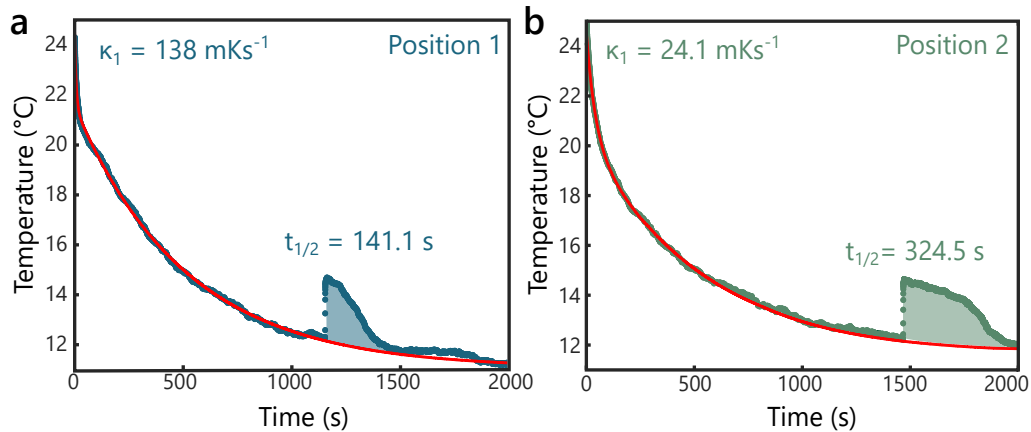 a
κ₁ = 138 mKs⁻¹
Position 1
t₁/₂ = 141.1 s
Temperature (°C)
24
22
20
18
16
14
12
0
500
1000
1500
2000
Time (s)
b
κ₁ = 24.1 mKs⁻¹
Position 2
t₁/₂= 324.5 s
Temperature (°C)
24
22
20
18
16
14
12
0
500
1000
1500
2000
Time (s)